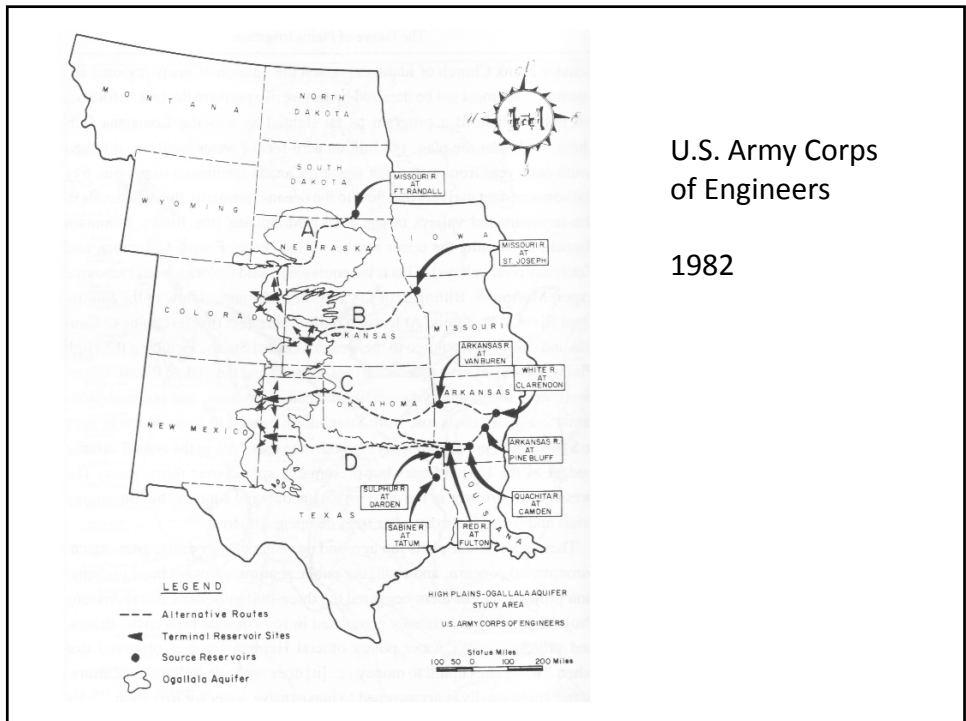 U.S. Army Corps
of Engineers
1982
MONTANA
NORTH
DAKOTA
SOUTH
DAKOTA
MISSOURI R.
AT
FT RANDALL
WYOMING
A
NEBRASKA
IOWA
MISSOURI R.
AT
ST. JOSEPH
COLORADO
B
KANSAS
MISSOURI
ARKANSAS R.
AT
VAN BUREN
WHITE R.
AT
CLARENDON
C
OKLAHOMA
ARKANSAS
NEW MEXICO
ARKANSAS R.
AT
PINE BLUFF
D
SULPHUR R.
AT
DARDEN
LOUISIANA
QUACHITA R.
AT
CAMDEN
TEXAS
SABINE R.
AT
TATUM
RED R.
AT
FULTON
LEGEND
Alternative Routes
Terminal Reservoir Sites
Source Reservoirs
Ogallala Aquifer
HIGH PLAINS-OGALLALA AQUIFER
STUDY AREA
U.S. ARMY CORPS OF ENGINEERS
Status Miles
100 50 0 100 200 Miles